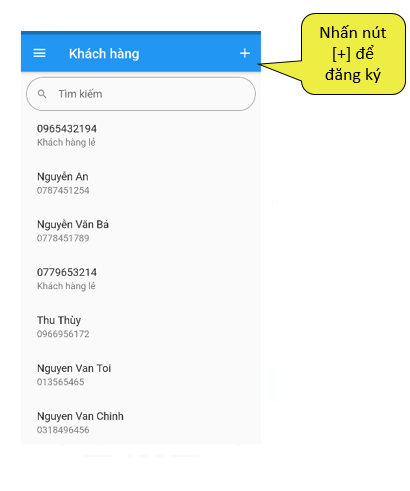 Nhấn nút
[+] để
đăng ký
Khách hàng
Tìm kiếm
0965432194
Khách hàng lẻ
Nguyễn An
0787451254
Nguyễn Văn Bá
0778451789
0779653214
Khách hàng lẻ
Thu Thùy
0966956172
Nguyen Van Toi
013565465
Nguyen Van Chinh
0318496456